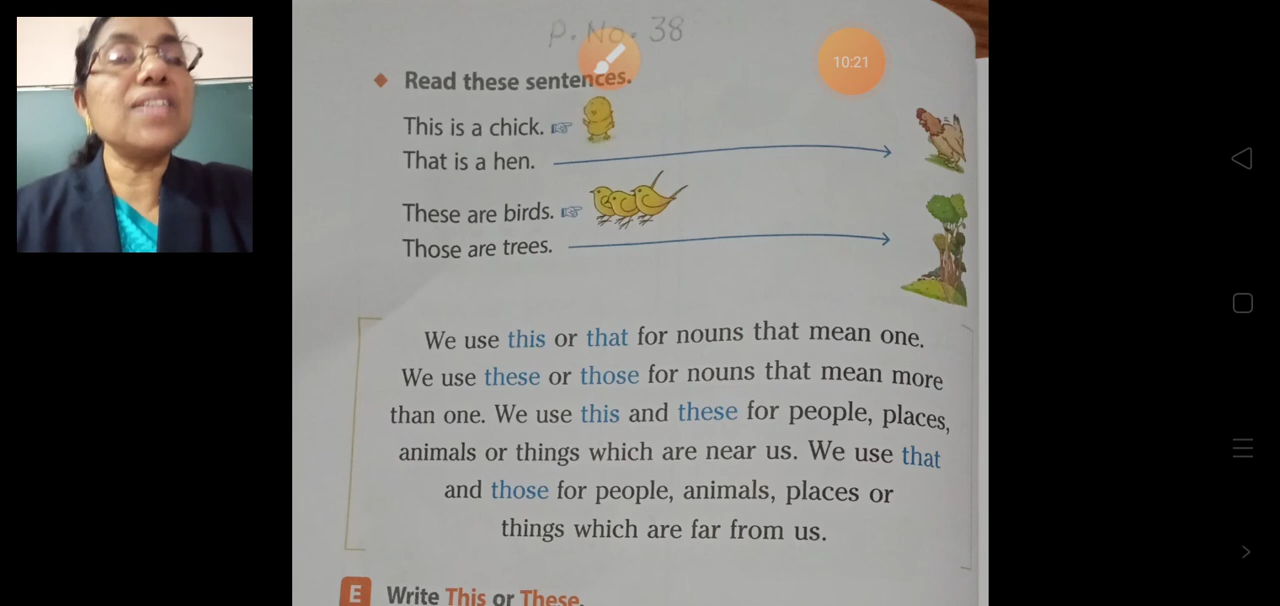 P. No. 38
10:21
Read these sentences.
This is a chick.
That is a hen.
These are birds.
Those are trees.
We use this or that for nouns that mean one.
We use these or those for nouns that mean more
than one. We use this and these for people, places,
animals or things which are near us. We use that
and those for people, animals, places or
things which are far from us.
E Write This or These.